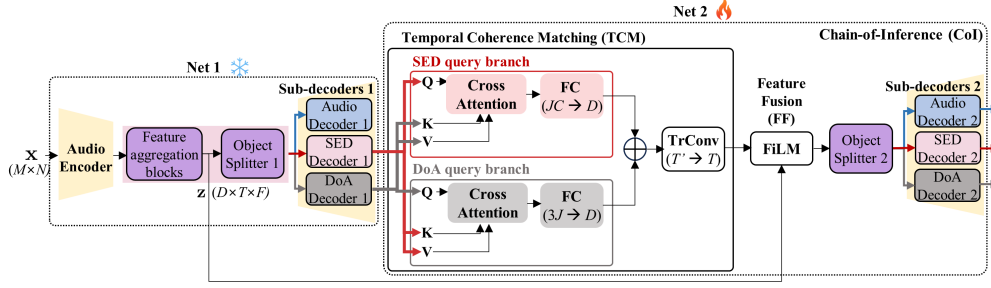 Net 2
Chain-of-Inference (CoI)
Temporal Coherence Matching (TCM)
Net 1
Sub-decoders 1
SED query branch
Sub-decoders 2
X
(M×N)
Audio
Encoder
Feature
aggregation
blocks
Object
Splitter 1
z (D×T×F)
Audio
Decoder 1
SED
Decoder 1
DoA
Decoder 1
Q
K
V
Cross
Attention
FC
(JC → D)
DoA query branch
Q
K
V
Cross
Attention
FC
(3J → D)
TrConv
(T' → T)
Feature
Fusion
(FF)
FiLM
Object
Splitter 2
Audio
Decoder 2
SED
Decoder 2
DoA
Decoder 2